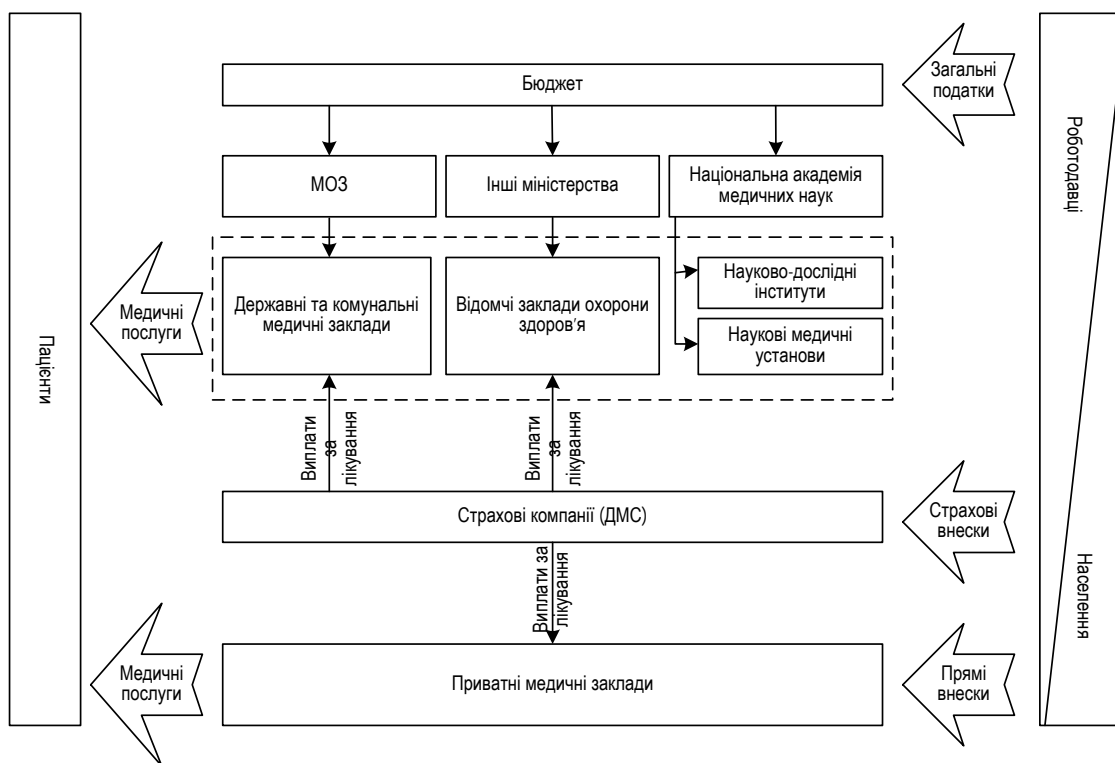 Бюджет
Загальні
податки
МОЗ
Інші міністерства
Національна академія
медичних наук
Роботодавці
Державні та комунальні
медичні заклади
Відомчі заклади охорони
здоров'я
Науково-дослідні
інститути
Наукові медичні
установи
Медичні
послуги
Пацієнти
Виплати
за
лікування
Виплати
за
лікування
Страхові компанії (ДМС)
Страхові
внески
Виплати за
лікування
Населення
Медичні
послуги
Приватні медичні заклади
Прямі
внески